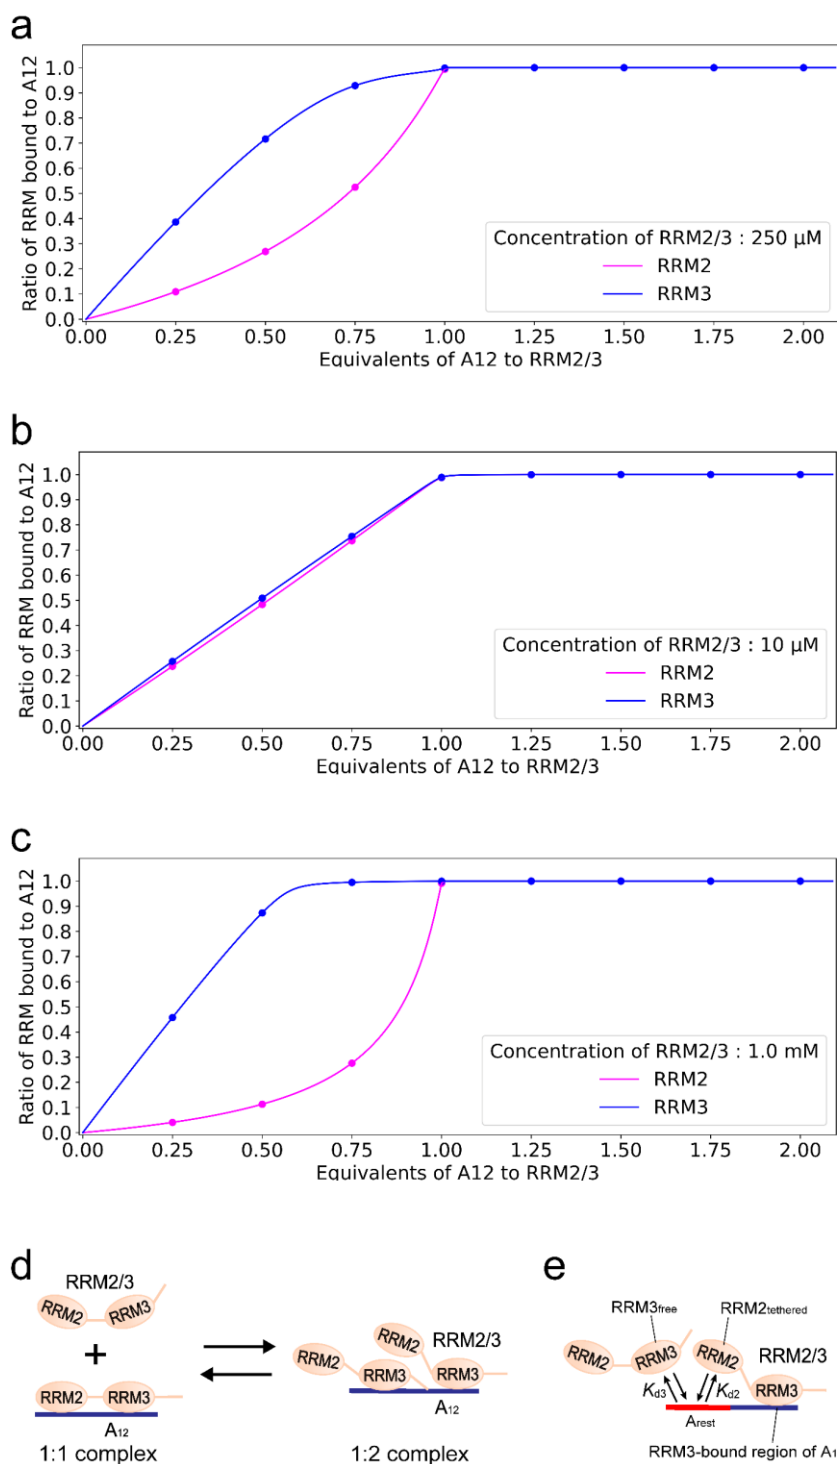 a
1.0
0.9
0.8
0.7
0.6
0.5
0.4
0.3
0.2
0.1
0.0
Ratio of RRM bound to A12
Concentration of RRM2/3 : 250 μM
RRM2
RRM3
0.00 0.25 0.50 0.75 1.00 1.25 1.50 1.75 2.00
Equivalents of A12 to RRM2/3
b
1.0
0.9
0.8
0.7
0.6
0.5
0.4
0.3
0.2
0.1
0.0
Ratio of RRM bound to A12
Concentration of RRM2/3 : 10 μM
RRM2
RRM3
0.00 0.25 0.50 0.75 1.00 1.25 1.50 1.75 2.00
Equivalents of A12 to RRM2/3
c
1.0
0.9
0.8
0.7
0.6
0.5
0.4
0.3
0.2
0.1
0.0
Ratio of RRM bound to A12
Concentration of RRM2/3 : 1.0 mM
RRM2
RRM3
0.00 0.25 0.50 0.75 1.00 1.25 1.50 1.75 2.00
Equivalents of A12 to RRM2/3
d
RRM2/3
RRM2 RRM3
+
RRM2 RRM3
A12
1:1 complex
RRM2 RRM2/3
RRM2
RRM3 RRM3
A12
1:2 complex
e
RRM3free RRM2tethered
RRM2 RRM3 RRM2 RRM2/3
Kd3 Kd2 RRM3
Arest
RRM3-bound region of A1